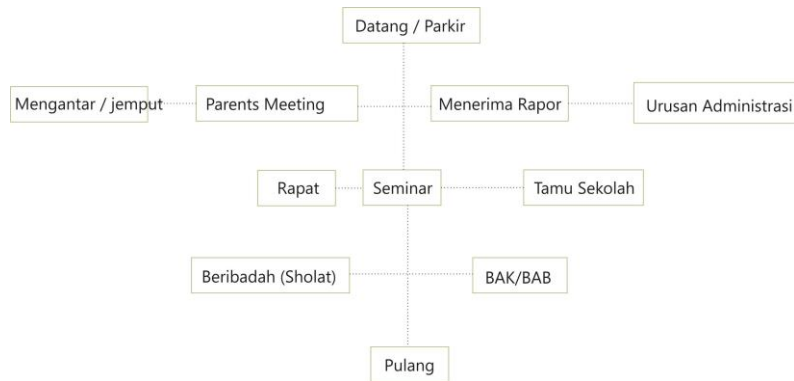 Datang / Parkir
Mengantar / jemput
Parents Meeting
Menerima Rapor
Urusan Administrasi
Rapat
Seminar
Tamu Sekolah
Beribadah (Sholat)
BAK/BAB
Pulang